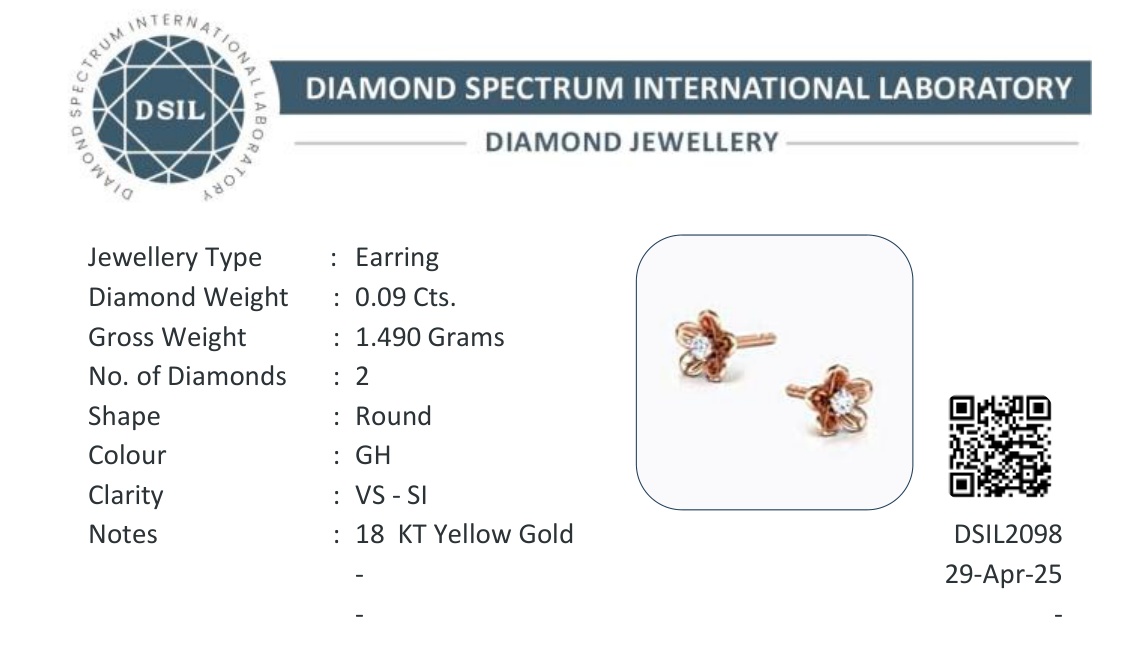 DIAMOND SPECTRUM INTERNATIONAL LABORATORY
DSIL
DIAMOND SPECTRUM INTERNATIONAL LABORATORY
DIAMOND JEWELLERY
Jewellery Type : Earring
Diamond Weight : 0.09 Cts.
Gross Weight : 1.490 Grams
No. of Diamonds : 2
Shape : Round
Colour : GH
Clarity : VS - SI
Notes : 18 KT Yellow Gold
-
-
DSIL2098
29-Apr-25
-